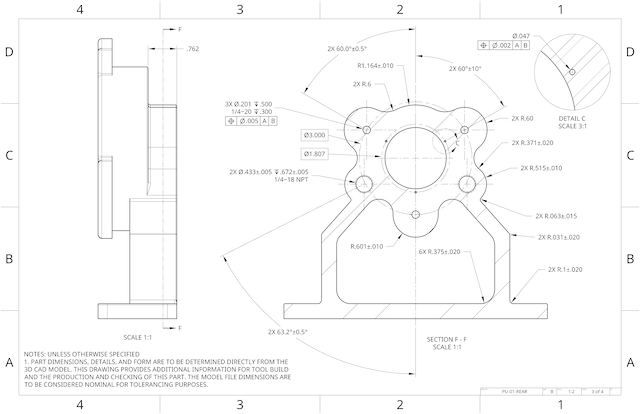 4 3 2 1
D D
C C
B B
A A
F
.762
2X 60.0°±0.5°
R1.164±.010
2X R.6
2X 60°±10°
Ø.047
⌖ Ø.002 A B
DETAIL C
SCALE 3:1
3X Ø.201 ↧.500
1/4-20 ↧.300
⌖ Ø.005 A B
Ø3.000
Ø1.807
2X Ø.433±.005 ↧.672±.005
1/4-18 NPT
C
2X R.60
2X R.371±.020
2X R.515±.010
2X R.063±.015
2X R.031±.020
2X R.1±.020
R.601±.010
6X R.375±.020
2X 63.2°±0.5°
F
SCALE 1:1
SECTION F - F
SCALE 1:1
NOTES: UNLESS OTHERWISE SPECIFIED
1. PART DIMENSIONS, DETAILS, AND FORM ARE TO BE DETERMINED DIRECTLY FROM THE
3D CAD MODEL. THIS DRAWING PROVIDES ADDITIONAL INFORMATION FOR TOOL BUILD
AND THE PRODUCTION AND CHECKING OF THIS PART. THE MODEL FILE DIMENSIONS ARE
TO BE CONSIDERED NOMINAL FOR TOLERANCING PURPOSES.
PU-01-REAR B 1:2 3 of 4
4 3 2 1